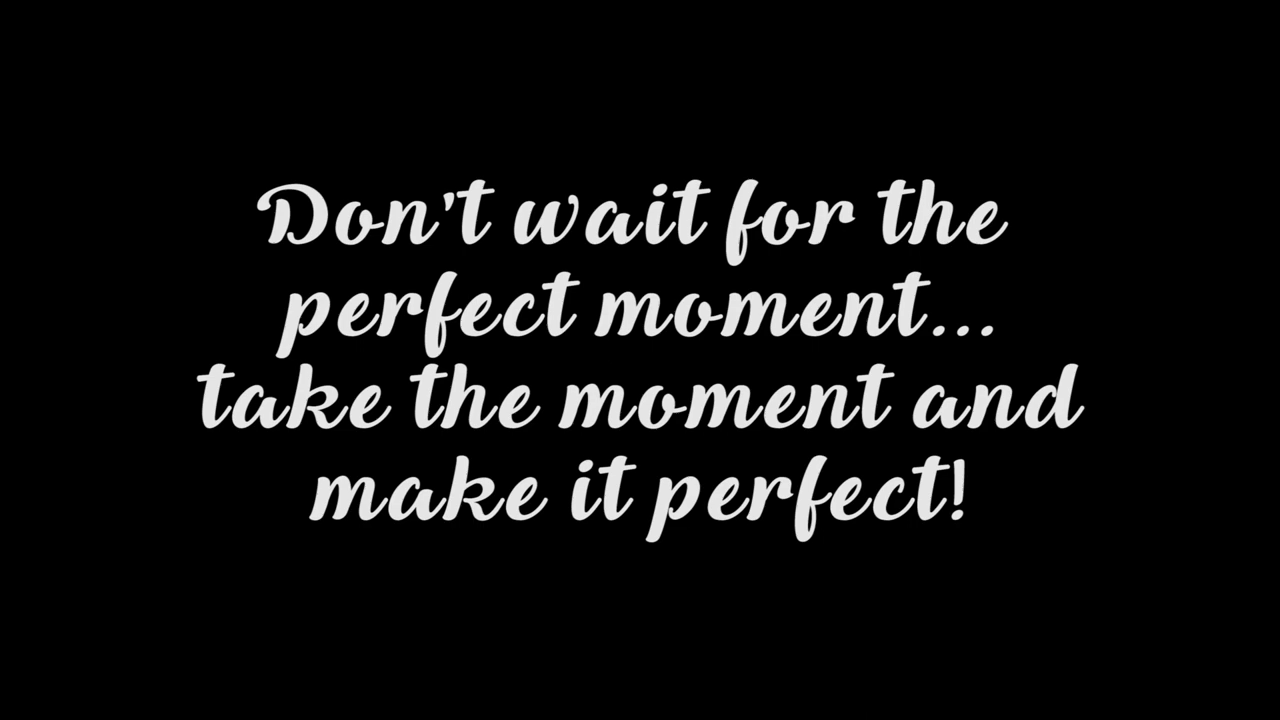 Don't wait for the
perfect moment...
take the moment and
make it perfect!